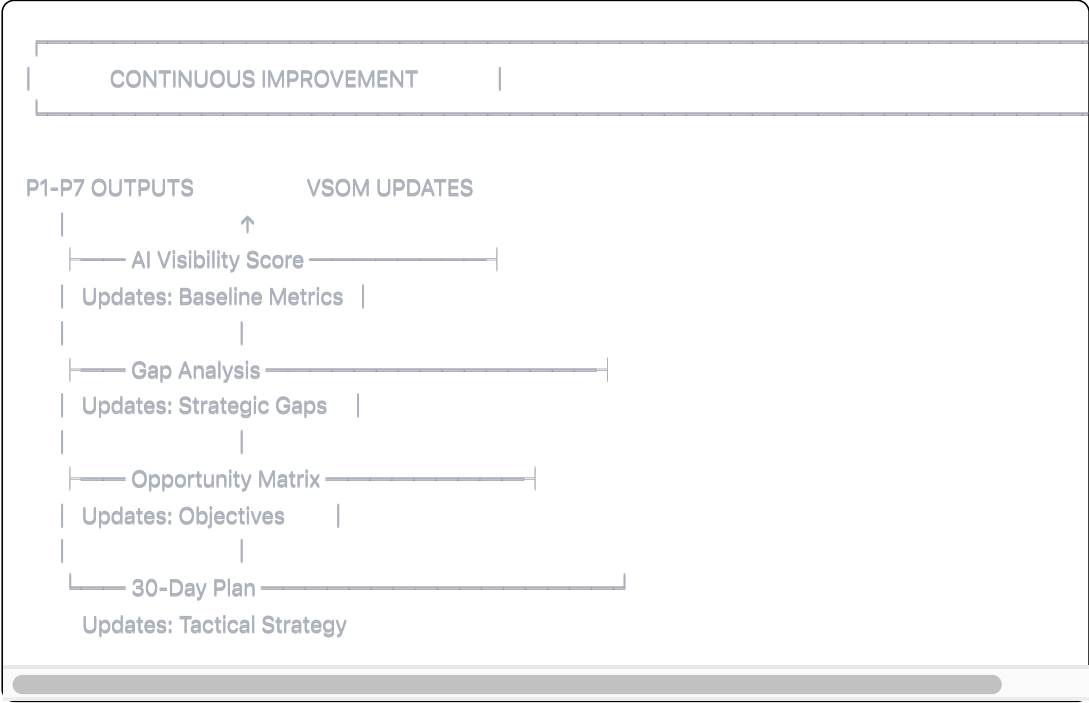 CONTINUOUS IMPROVEMENT
P1-P7 OUTPUTS VSOM UPDATES
↑
AI Visibility Score
Updates: Baseline Metrics
Gap Analysis
Updates: Strategic Gaps
Opportunity Matrix
Updates: Objectives
30-Day Plan
Updates: Tactical Strategy